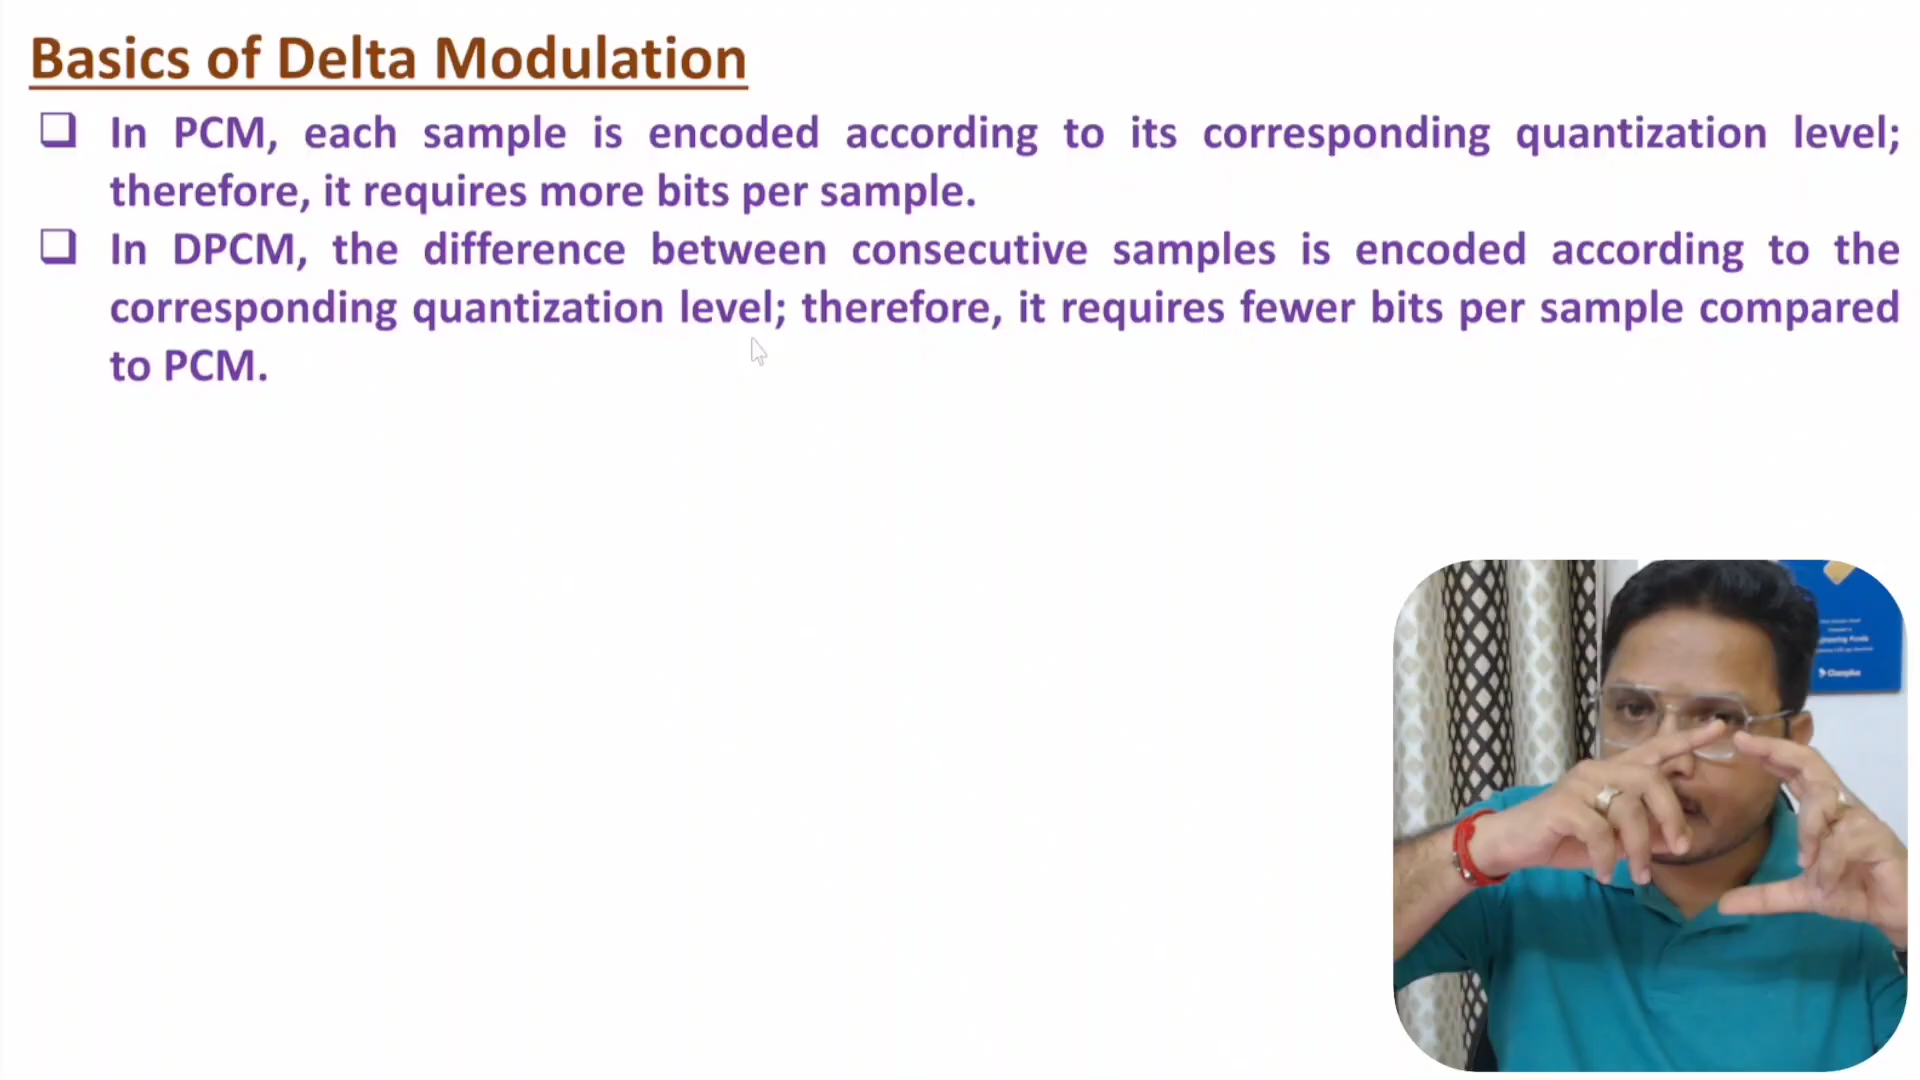 Basics of Delta Modulation
In PCM, each sample is encoded according to its corresponding quantization level;
therefore, it requires more bits per sample.
In DPCM, the difference between consecutive samples is encoded according to the
corresponding quantization level; therefore, it requires fewer bits per sample compared
to PCM.